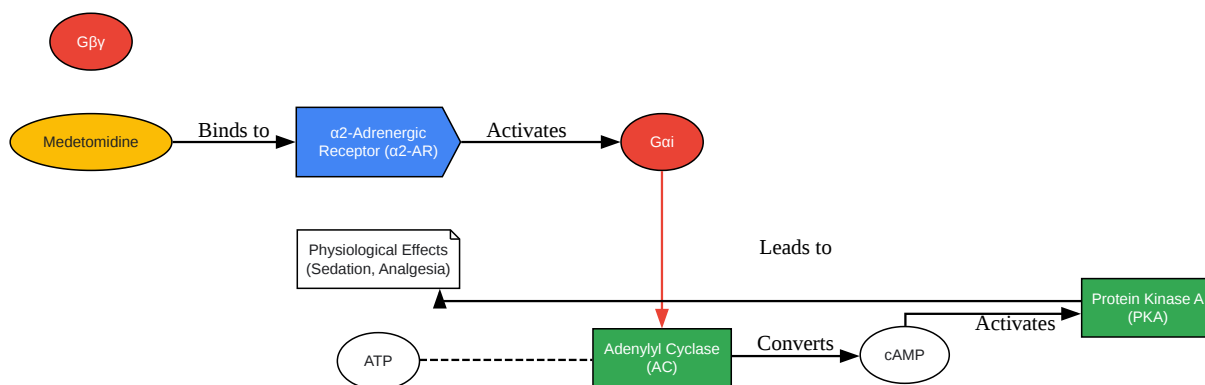 Gβγ
Medetomidine
Binds to
α2-Adrenergic
Receptor (α2-AR)
Activates
Gαi
Physiological Effects
(Sedation, Analgesia)
Leads to
Protein Kinase A
(PKA)
Activates
ATP
Adenylyl Cyclase
(AC)
Converts
cAMP